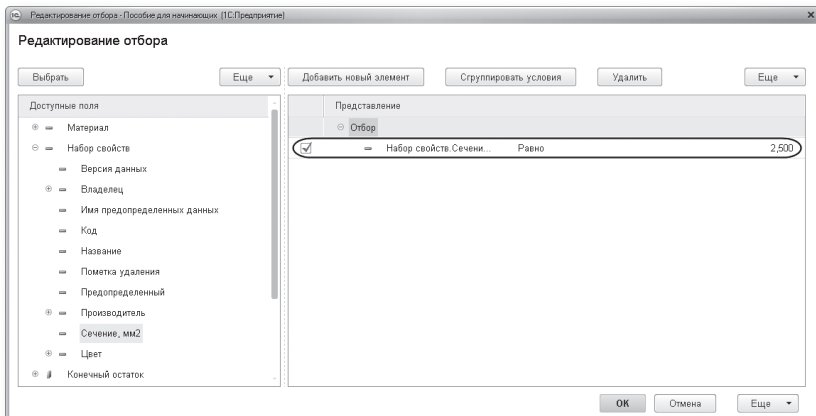 1С Редактирование отбора - Пособие для начинающих (1С:Предприятие)
Редактирование отбора
Выбрать Еще Добавить новый элемент Сгруппировать условия Удалить Еще
Доступные поля Представление
Материал Отбор
Набор свойств Набор свойств.Сечени... Равно 2,500
Версия данных
Владелец
Имя предопределенных данных
Код
Название
Пометка удаления
Предопределенный
Производитель
Сечение, мм2
Цвет
Конечный остаток
ОК Отмена Еще